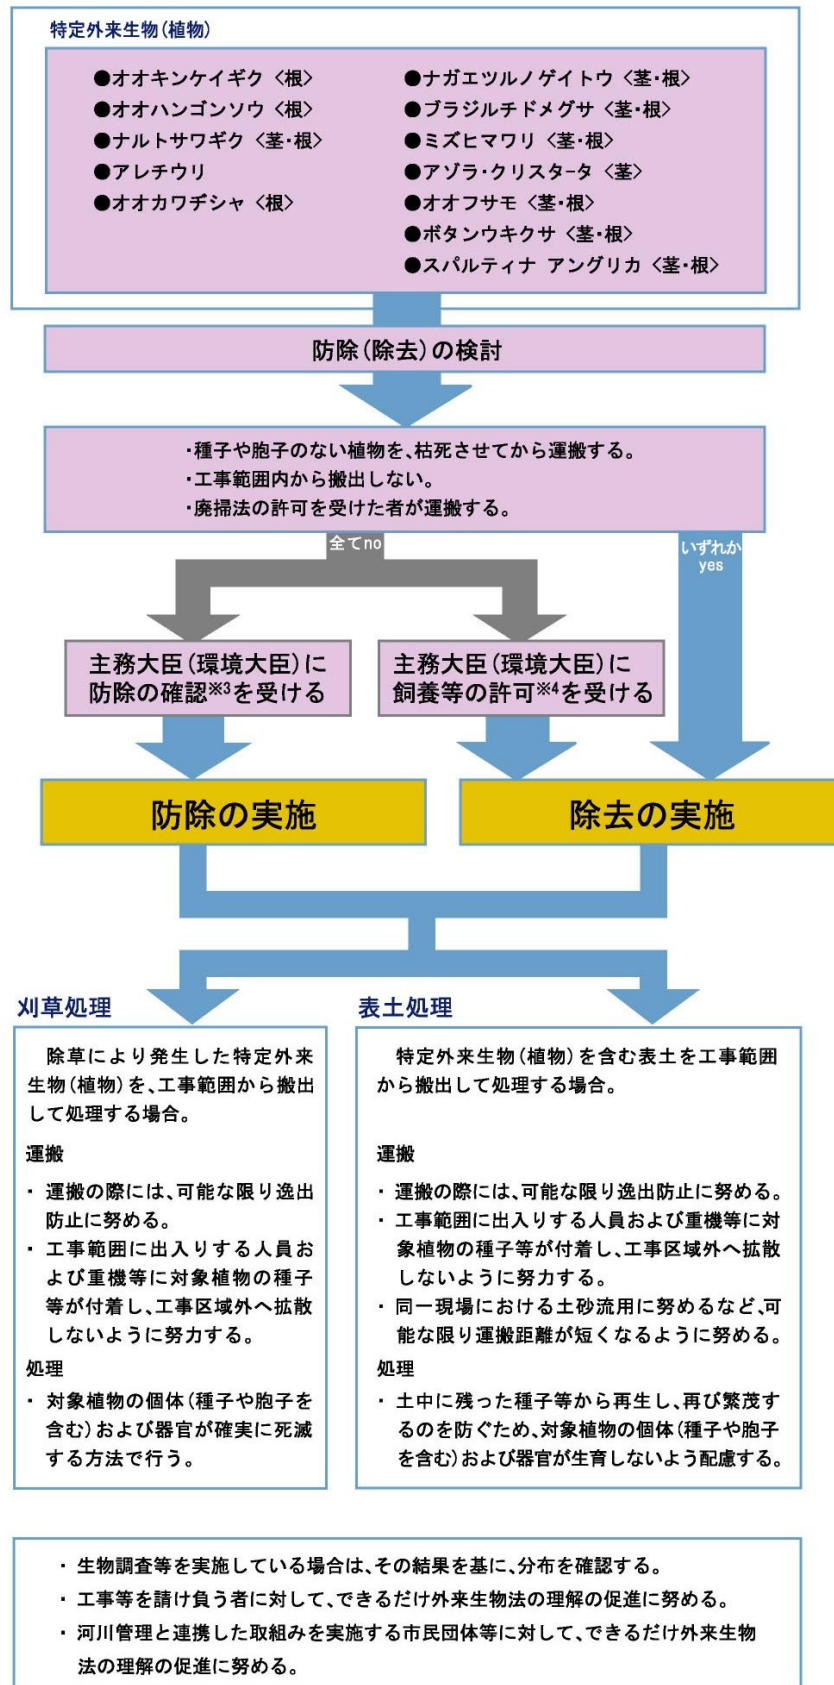 特定外来生物(植物)
●オオキンケイギク〈根〉
●オオハンゴンソウ〈根〉
●ナルトサワギク〈茎・根〉
●アレチウリ
●オオカワヂシャ〈根〉
●ナガエツルノゲイトウ〈茎・根〉
●ブラジルチドメグサ〈茎・根〉
●ミズヒマワリ〈茎・根〉
●アゾラ・クリスタータ〈茎〉
●オオフサモ〈茎・根〉
●ボタンウキクサ〈茎・根〉
●スパルティナ アングリカ〈茎・根〉
防除(除去)の検討
・種子や胞子のない植物を、枯死させてから運搬する。
・工事範囲内から搬出しない。
・廃掃法の許可を受けた者が運搬する。
全てno
いずれか
yes
主務大臣(環境大臣)に
防除の確認※3を受ける
主務大臣(環境大臣)に
飼養等の許可※4を受ける
防除の実施
除去の実施
刈草処理
除草により発生した特定外来
生物(植物)を、工事範囲から搬出
して処理する場合。
運搬
・ 運搬の際には、可能な限り逸出
防止に努める。
・ 工事範囲に出入りする人員お
よび重機等に対象植物の種子
等が付着し、工事区域外へ拡散
しないように努力する。
処理
・ 対象植物の個体(種子や胞子を
含む)および器官が確実に死滅
する方法で行う。
表土処理
特定外来生物(植物)を含む表土を工事範囲
から搬出して処理する場合。
運搬
・ 運搬の際には、可能な限り逸出防止に努める。
・ 工事範囲に出入りする人員および重機等に対
象植物の種子等が付着し、工事区域外へ拡散
しないように努力する。
・ 同一現場における土砂流用に努めるなど、可
能な限り運搬距離が短くなるように努める。
処理
・ 土中に残った種子等から再生し、再び繁茂す
るのを防ぐため、対象植物の個体(種子や胞子
を含む)および器官が生育しないよう配慮する。
・ 生物調査等を実施している場合は、その結果を基に、分布を確認する。
・ 工事等を請け負う者に対して、できるだけ外来生物法の理解の促進に努める。
・ 河川管理と連携した取組みを実施する市民団体等に対して、できるだけ外来生物
法の理解の促進に努める。